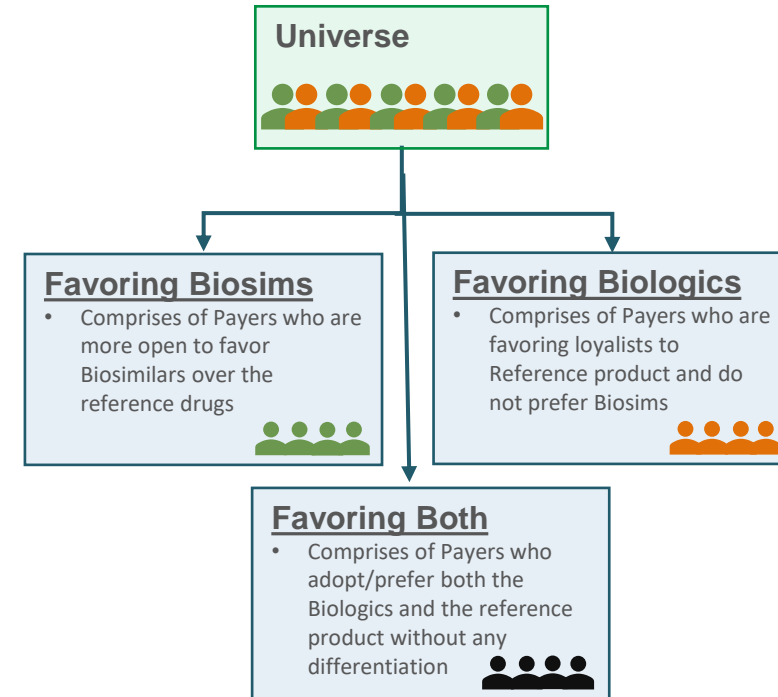 Universe
Favoring Biosims
• Comprises of Payers who are
more open to favor
Biosimilars over the
reference drugs
Favoring Biologics
• Comprises of Payers who are
favoring loyalists to
Reference product and do
not prefer Biosims
Favoring Both
• Comprises of Payers who
adopt/prefer both the
Biologics and the reference
product without any
differentiation